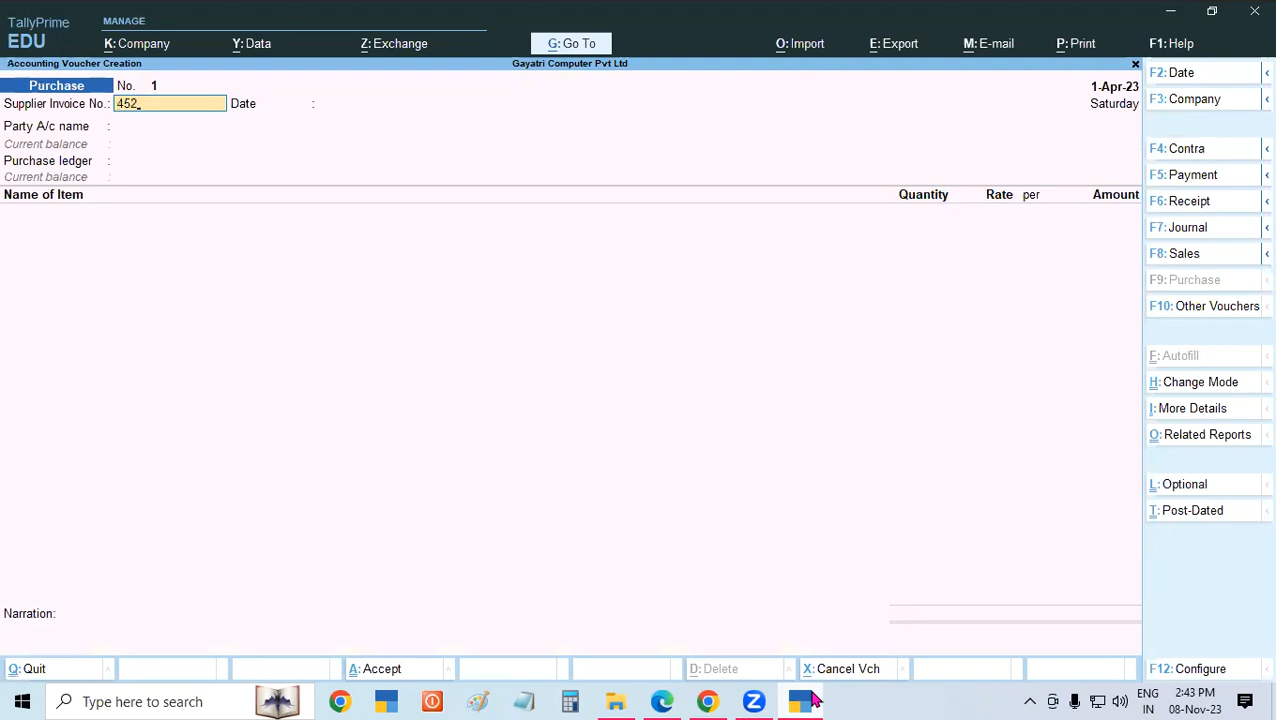 TallyPrime
EDU
MANAGE
K: Company
Y: Data
Z: Exchange
G: Go To
O: Import
E: Export
M: E-mail
P: Print
F1: Help
Accounting Voucher Creation
Gayatri Computer Pvt Ltd
Purchase No. 1
1-Apr-23
Supplier Invoice No.: 452 Date :
Saturday
Party A/c name :
Current balance :
Purchase ledger :
Current balance :
Name of Item Quantity Rate per Amount
F2: Date
F3: Company
F4: Contra
F5: Payment
F6: Receipt
F7: Journal
F8: Sales
F9: Purchase
F10: Other Vouchers
F: Autofill
H: Change Mode
I: More Details
O: Related Reports
L: Optional
T: Post-Dated
Narration:
Q: Quit
A: Accept
D: Delete
X: Cancel Vch
F12: Configure
Type here to search
ENG
IN
2:43 PM
08-Nov-23